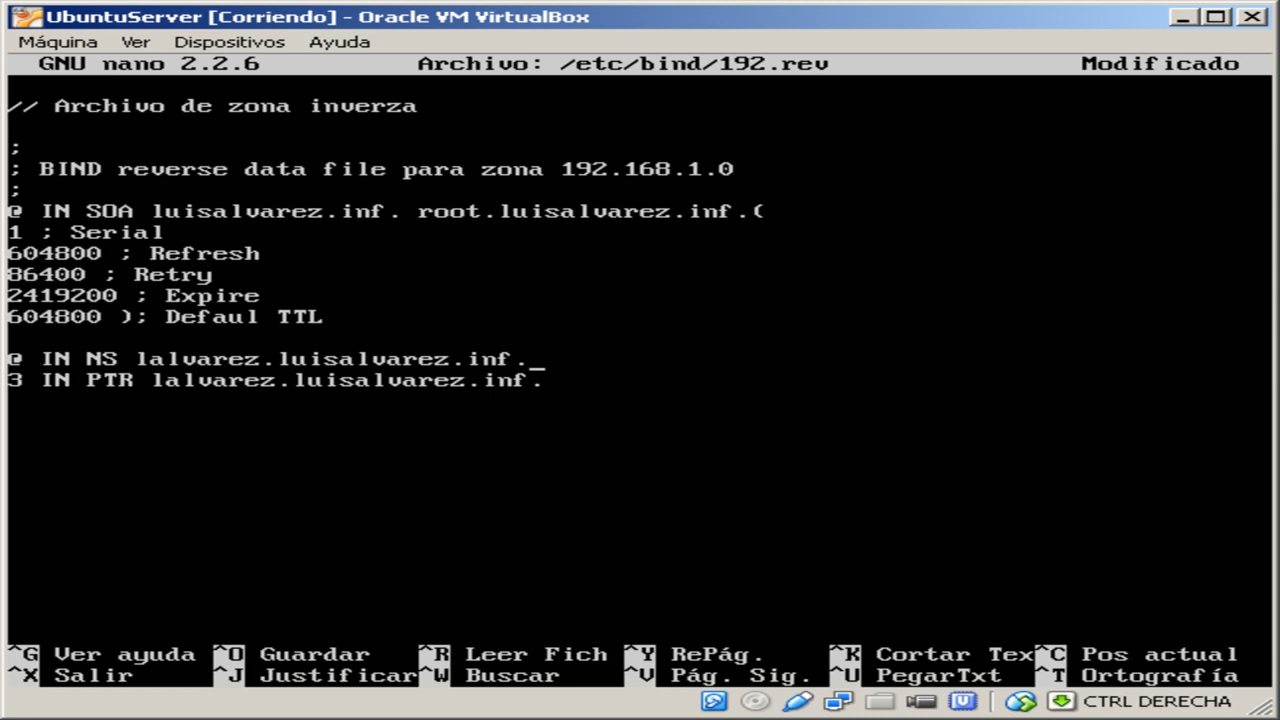 UbuntuServer [Corriendo] - Oracle VM VirtualBox
Máquina Ver Dispositivos Ayuda
GNU nano 2.2.6 Archivo: /etc/bind/192.rev Modificado
// Archivo de zona inverza
;
; BIND reverse data file para zona 192.168.1.0
;
@ IN SOA luisalvarez.inf. root.luisalvarez.inf.(
1 ; Serial
604800 ; Refresh
86400 ; Retry
2419200 ; Expire
604800 ); Defaul TTL
@ IN NS lalvarez.luisalvarez.inf._
3 IN PTR lalvarez.luisalvarez.inf.
^G Ver ayuda ^O Guardar ^R Leer Fich ^Y RePág. ^K Cortar Tex ^C Pos actual
^X Salir ^J Justificar ^W Buscar ^V Pág. Sig. ^U PegarTxt ^T Ortografía
CTRL DERECHA